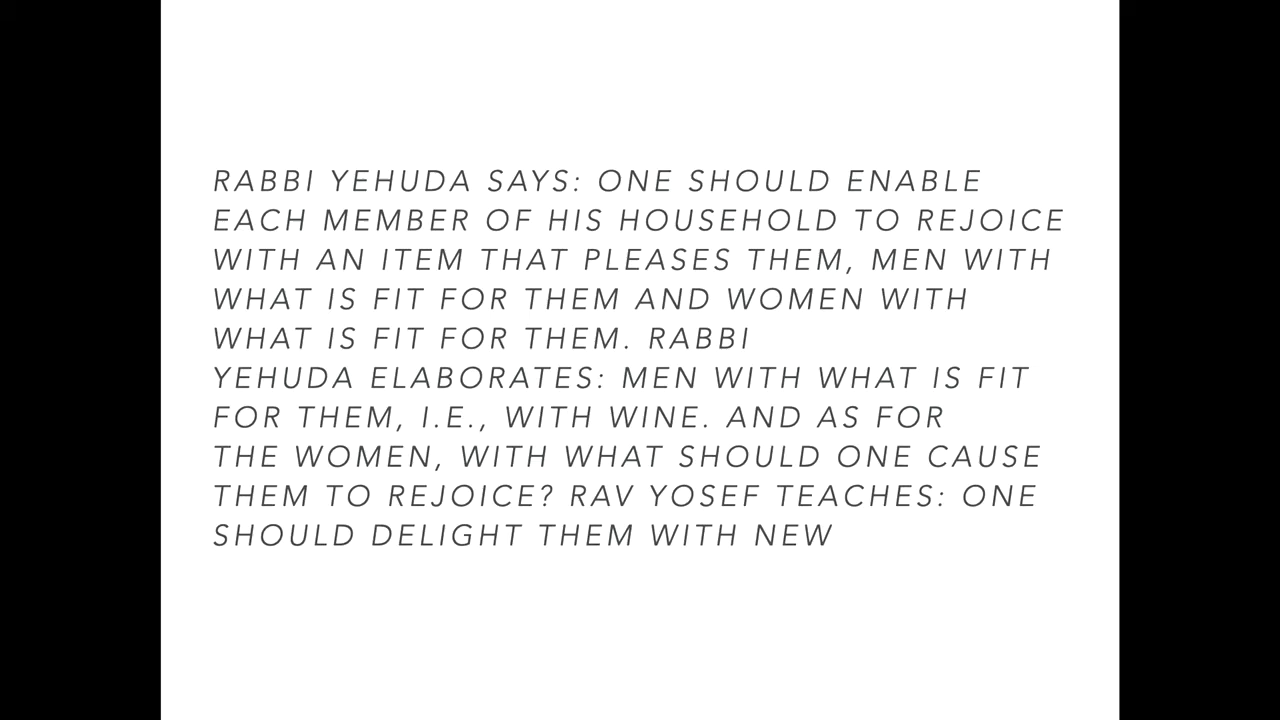 RABBI YEHUDA SAYS: ONE SHOULD ENABLE
EACH MEMBER OF HIS HOUSEHOLD TO REJOICE
WITH AN ITEM THAT PLEASES THEM, MEN WITH
WHAT IS FIT FOR THEM AND WOMEN WITH
WHAT IS FIT FOR THEM. RABBI
YEHUDA ELABORATES: MEN WITH WHAT IS FIT
FOR THEM, I.E., WITH WINE. AND AS FOR
THE WOMEN, WITH WHAT SHOULD ONE CAUSE
THEM TO REJOICE? RAV YOSEF TEACHES: ONE
SHOULD DELIGHT THEM WITH NEW